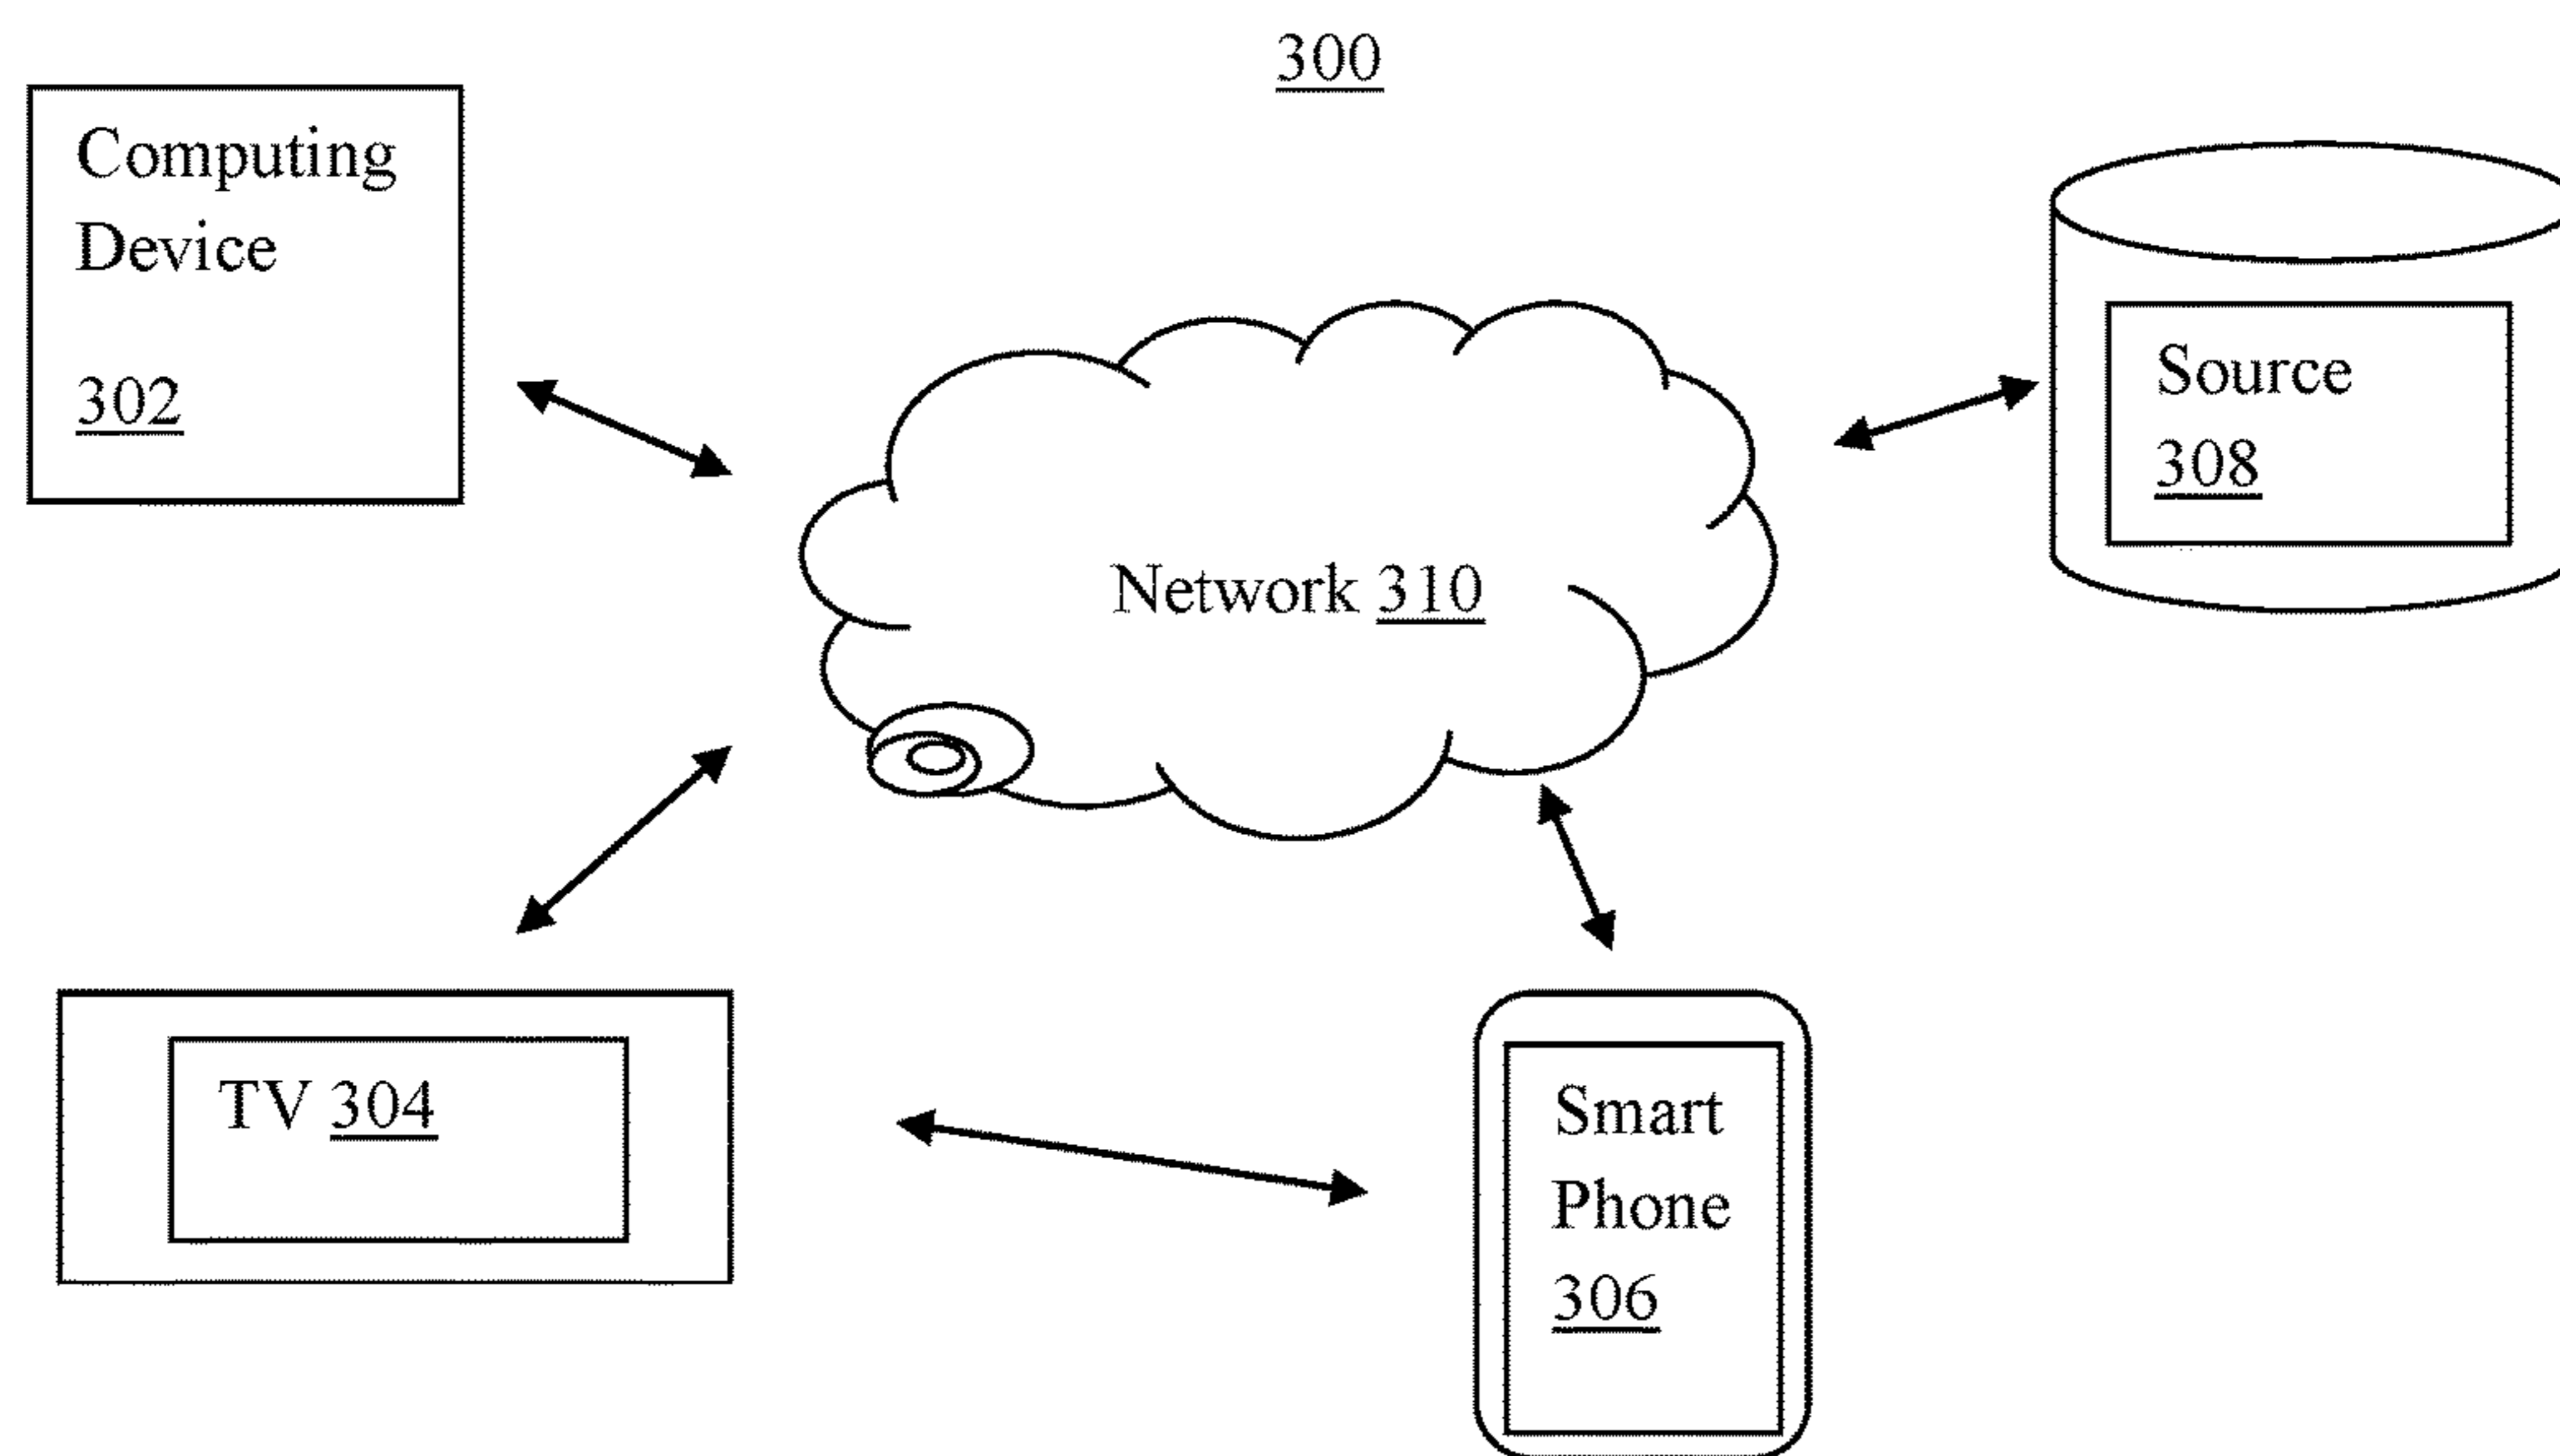 300
Computing
Device
302
Source
308
Network 310
TV 304
Smart
Phone
306